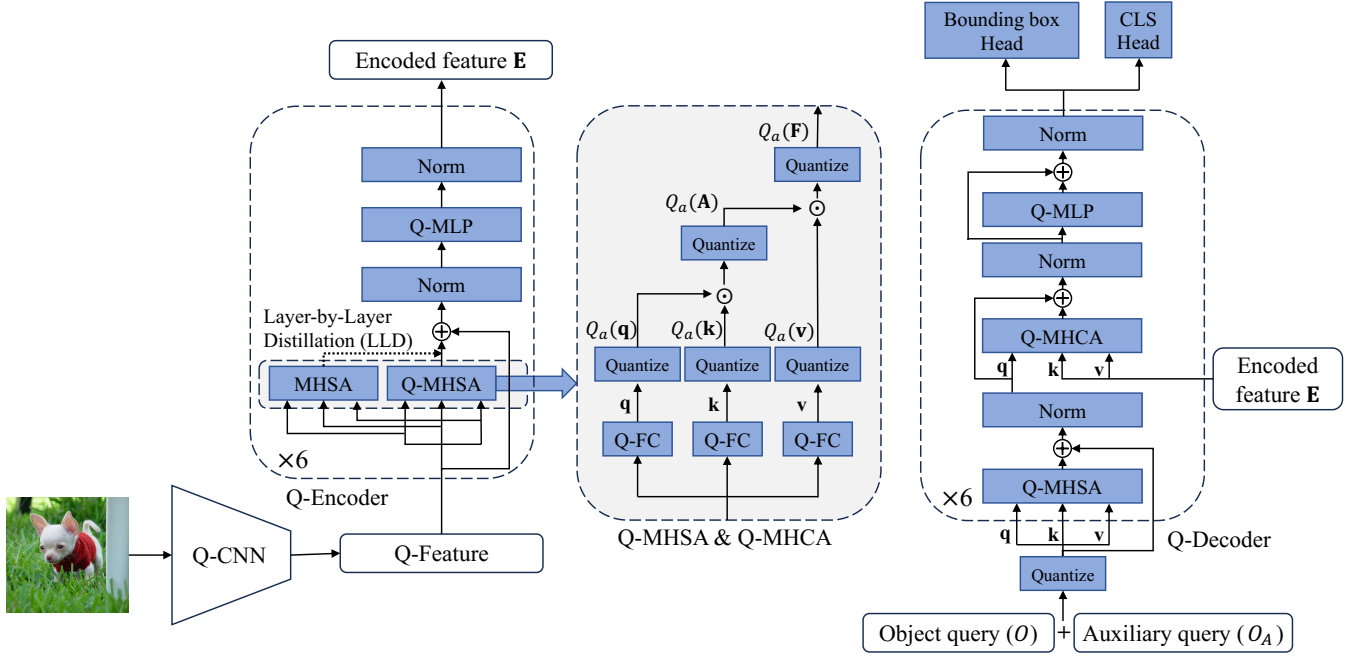 Encoded feature E
Norm
Q-MLP
Norm
Layer-by-Layer
Distillation (LLD)
MHSA
Q-MHSA
×6
Q-Encoder
Q-CNN
Q-Feature
Q_a(F)
Quantize
Q_a(A)
Quantize
Q_a(q)
Q_a(k)
Q_a(v)
Quantize
Quantize
Quantize
q
k
v
Q-FC
Q-FC
Q-FC
Q-MHSA & Q-MHCA
Bounding box
Head
CLS
Head
Norm
Q-MLP
Norm
Q-MHCA
q
k
v
Encoded
feature E
Norm
×6
Q-MHSA
q
k
v
Q-Decoder
Quantize
Object query (O)
+
Auxiliary query (O_A)